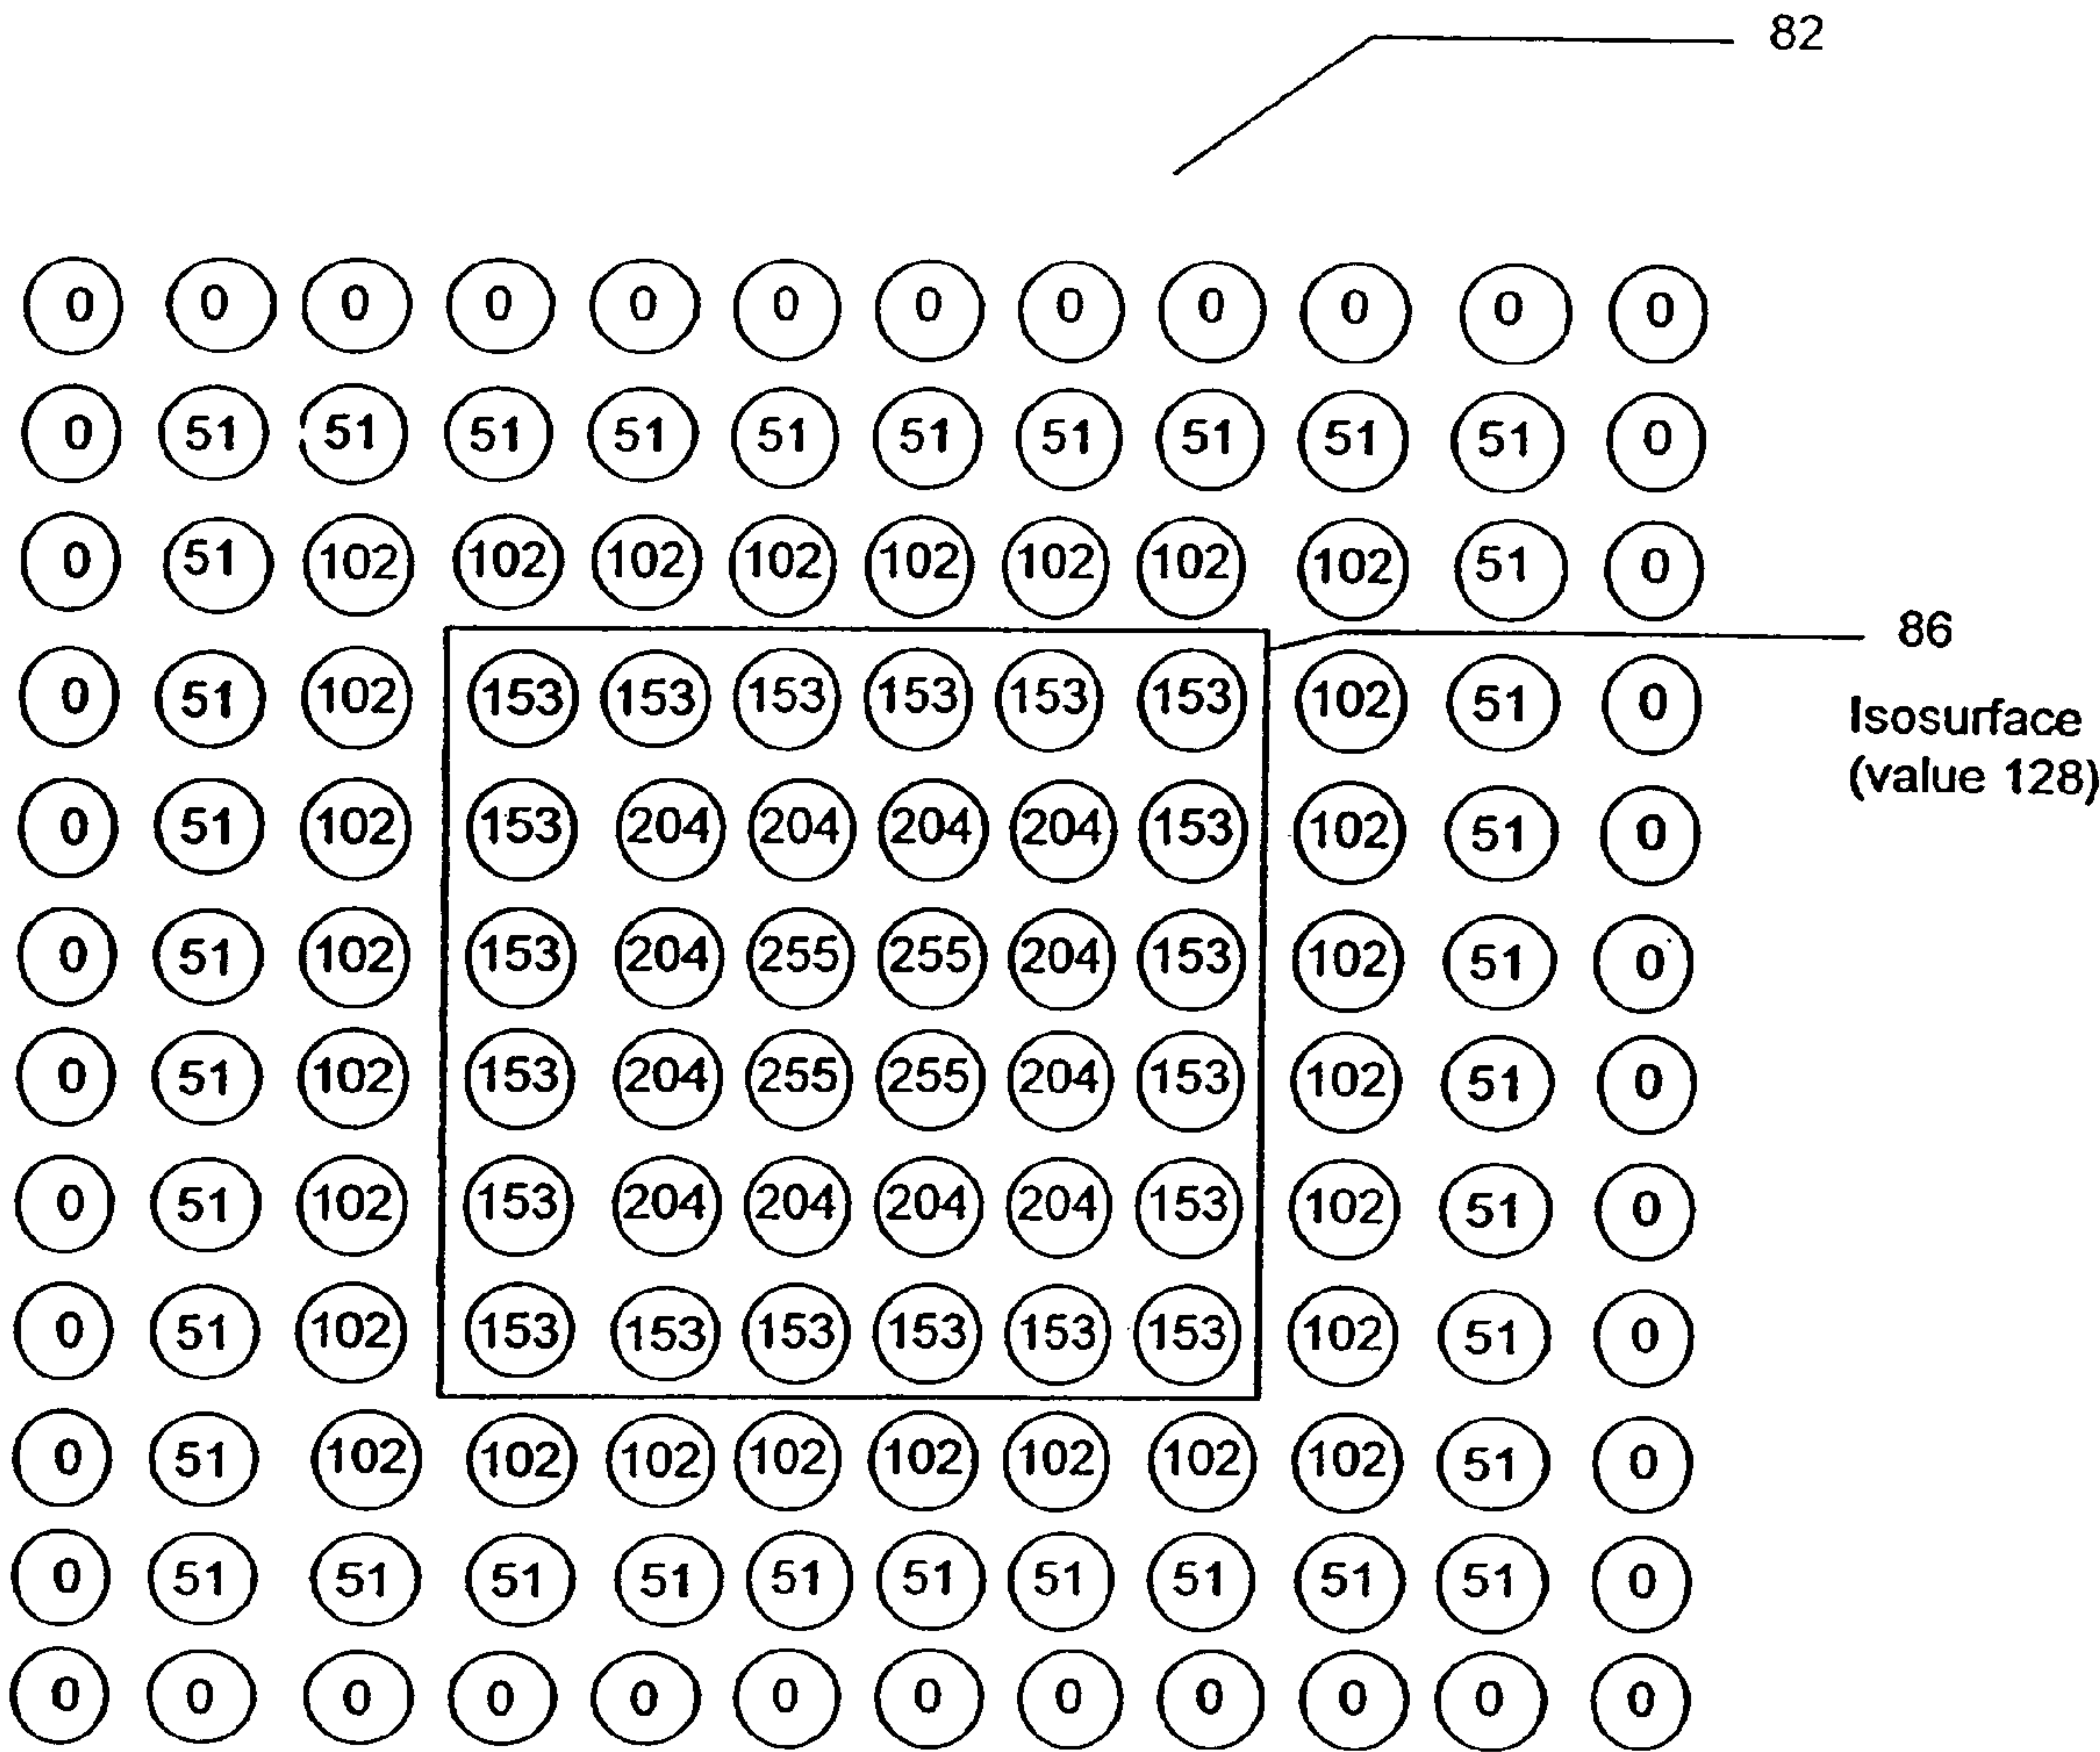 82
0 0 0 0 0 0 0 0 0 0 0 0
0 51 51 51 51 51 51 51 51 51 51 0
0 51 102 102 102 102 102 102 102 102 51 0
86
0 51 102 153 153 153 153 153 153 102 51 0
Isosurface
(value 128)
0 51 102 153 204 204 204 204 153 102 51 0
0 51 102 153 204 255 255 204 153 102 51 0
0 51 102 153 204 255 255 204 153 102 51 0
0 51 102 153 204 204 204 204 153 102 51 0
0 51 102 153 153 153 153 153 153 102 51 0
0 51 102 102 102 102 102 102 102 102 51 0
0 51 51 51 51 51 51 51 51 51 51 0
0 0 0 0 0 0 0 0 0 0 0 0